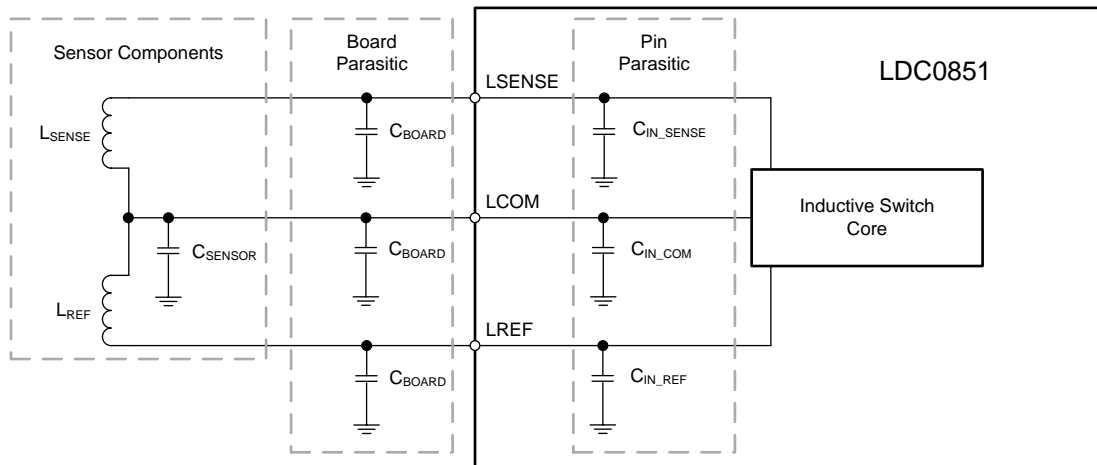 Sensor Components
Board
Parasitic
Pin
Parasitic
LDC0851
LSENSE
LSENSE
CBOARD
CIN_SENSE
LCOM
Inductive Switch
Core
CSENSOR
CBOARD
CIN_COM
LREF
LREF
CBOARD
CIN_REF